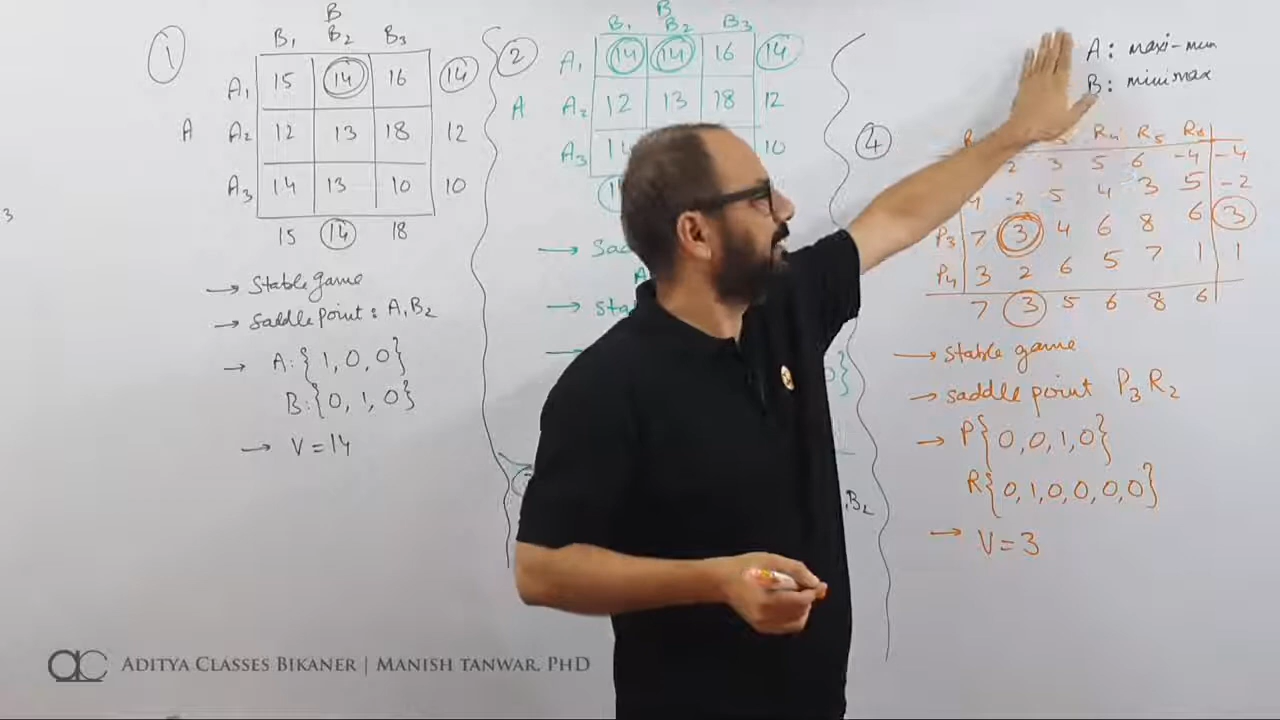 3
1
B
B1 B2 B3
A1 15 14 16 14
A A2 12 13 18 12
A3 14 13 10 10
15 14 18
→ Stable game
→ Saddle point : A1B2
→ A:{1,0,0}
B:{0,1,0}
→ V=14
2
B
B1 B2 B3
A1 14 14 16 14
A A2 12 13 18 12
A3 10
B2
A: maxi-min
B: minimax
4
R4 R5 R6
2 3 5 6 -4 -4
-2 5 4 3 5 -2
P3 7 3 4 6 8 6 3
P4 3 2 6 5 7 1 1
7 3 5 6 8 6
→ Stable game
→ saddle point P3R2
→ P{0,0,1,0}
R{0,1,0,0,0,0}
→ V=3
ac ADITYA CLASSES BIKANER | MANISH TANWAR, PHD